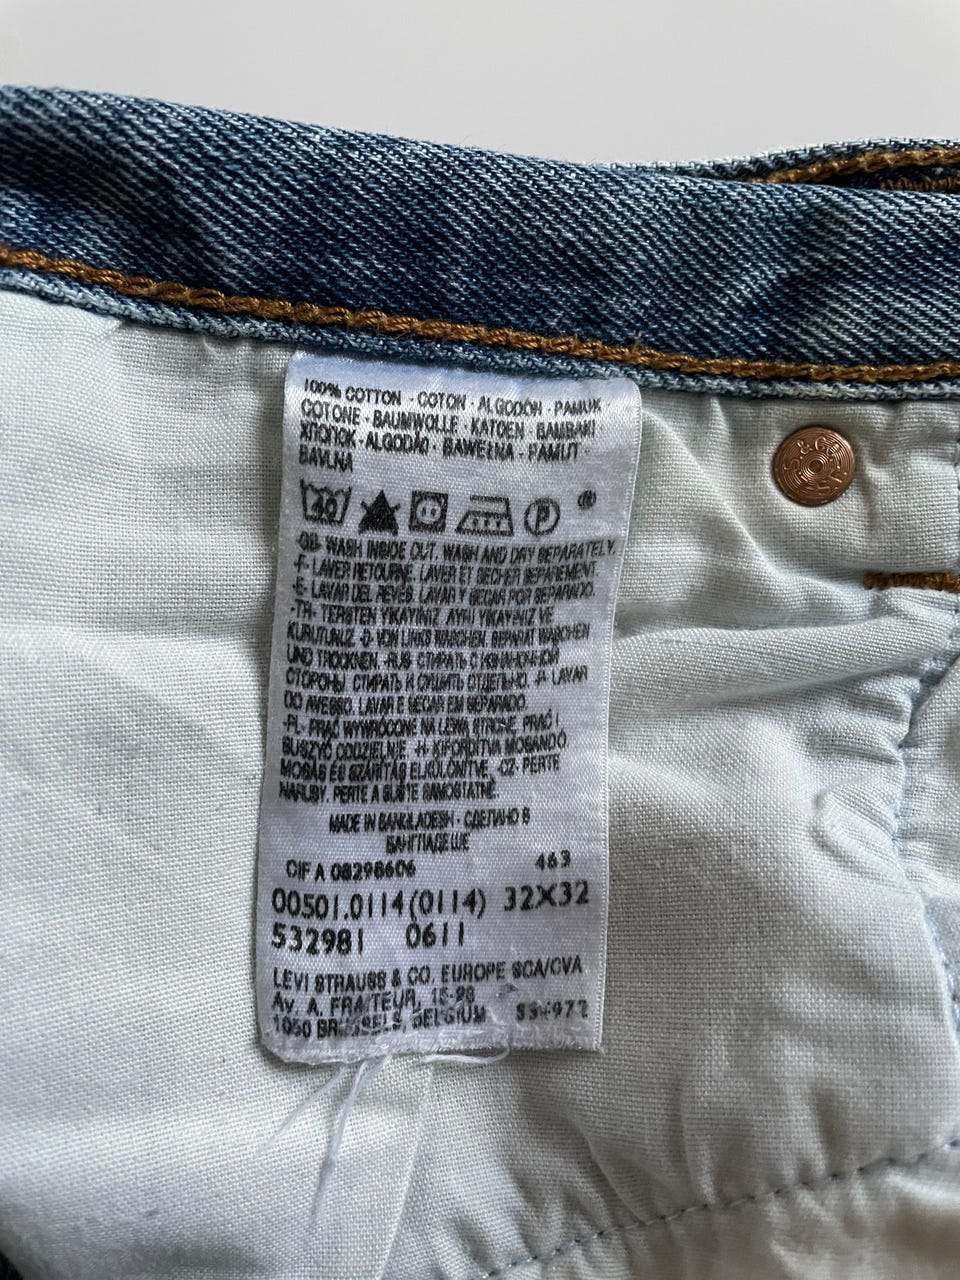 100% COTTON - COTON - ALGODÓN - PAMUK
COTONE - BAUMWOLLE - KATOEN - BAMBAKI
ХЛОПОК - ALGODÃO - BAWEŁNA - PAMUT -
BAVLNA
40 P ®
-GB- WASH INSIDE OUT. WASH AND DRY SEPARATELY.
-F- LAVER RETOURNE. LAVER ET SECHER SEPAREMENT.
-E- LAVAR DEL REVES. LAVAR Y SECAR POR SEPARADO.
-TR- TERSTEN YIKAYINIZ. AYRI YIKAYINIZ VE
KURUTUNUZ. -D- VON LINKS WASCHEN. SEPARAT WASCHEN
UND TROCKNEN. -RUS- СТИРАТЬ С ИЗНАНОЧНОЙ
СТОРОНЫ. СТИРАТЬ И СУШИТЬ ОТДЕЛЬНО. -P- LAVAR
DO AVESSO. LAVAR E SECAR EM SEPARADO.
-PL- PRAĆ WYWRÓCONE NA LEWĄ STRONĘ. PRAĆ I
SUSZYĆ ODDZIELNIE. -H- KIFORDÍTVA MOSANDÓ
MOSÁS ÉS SZÁRÍTÁS ELKÜLÖNÍTVE. -CZ- PERTE
NARUBY. PERTE A SUŠTE SAMOSTATNĚ.
MADE IN BANGLADESH - СДЕЛАНО В
БАНГЛАДЕШЕ
CIF A 08298606 463
00501.0114(0114) 32X32
532981 0611
LEVI STRAUSS & CO. EUROPE SCA/CVA
Av. A. FRAITEUR, 15-23
1050 BRUSSELS, BELGIUM
S & CO